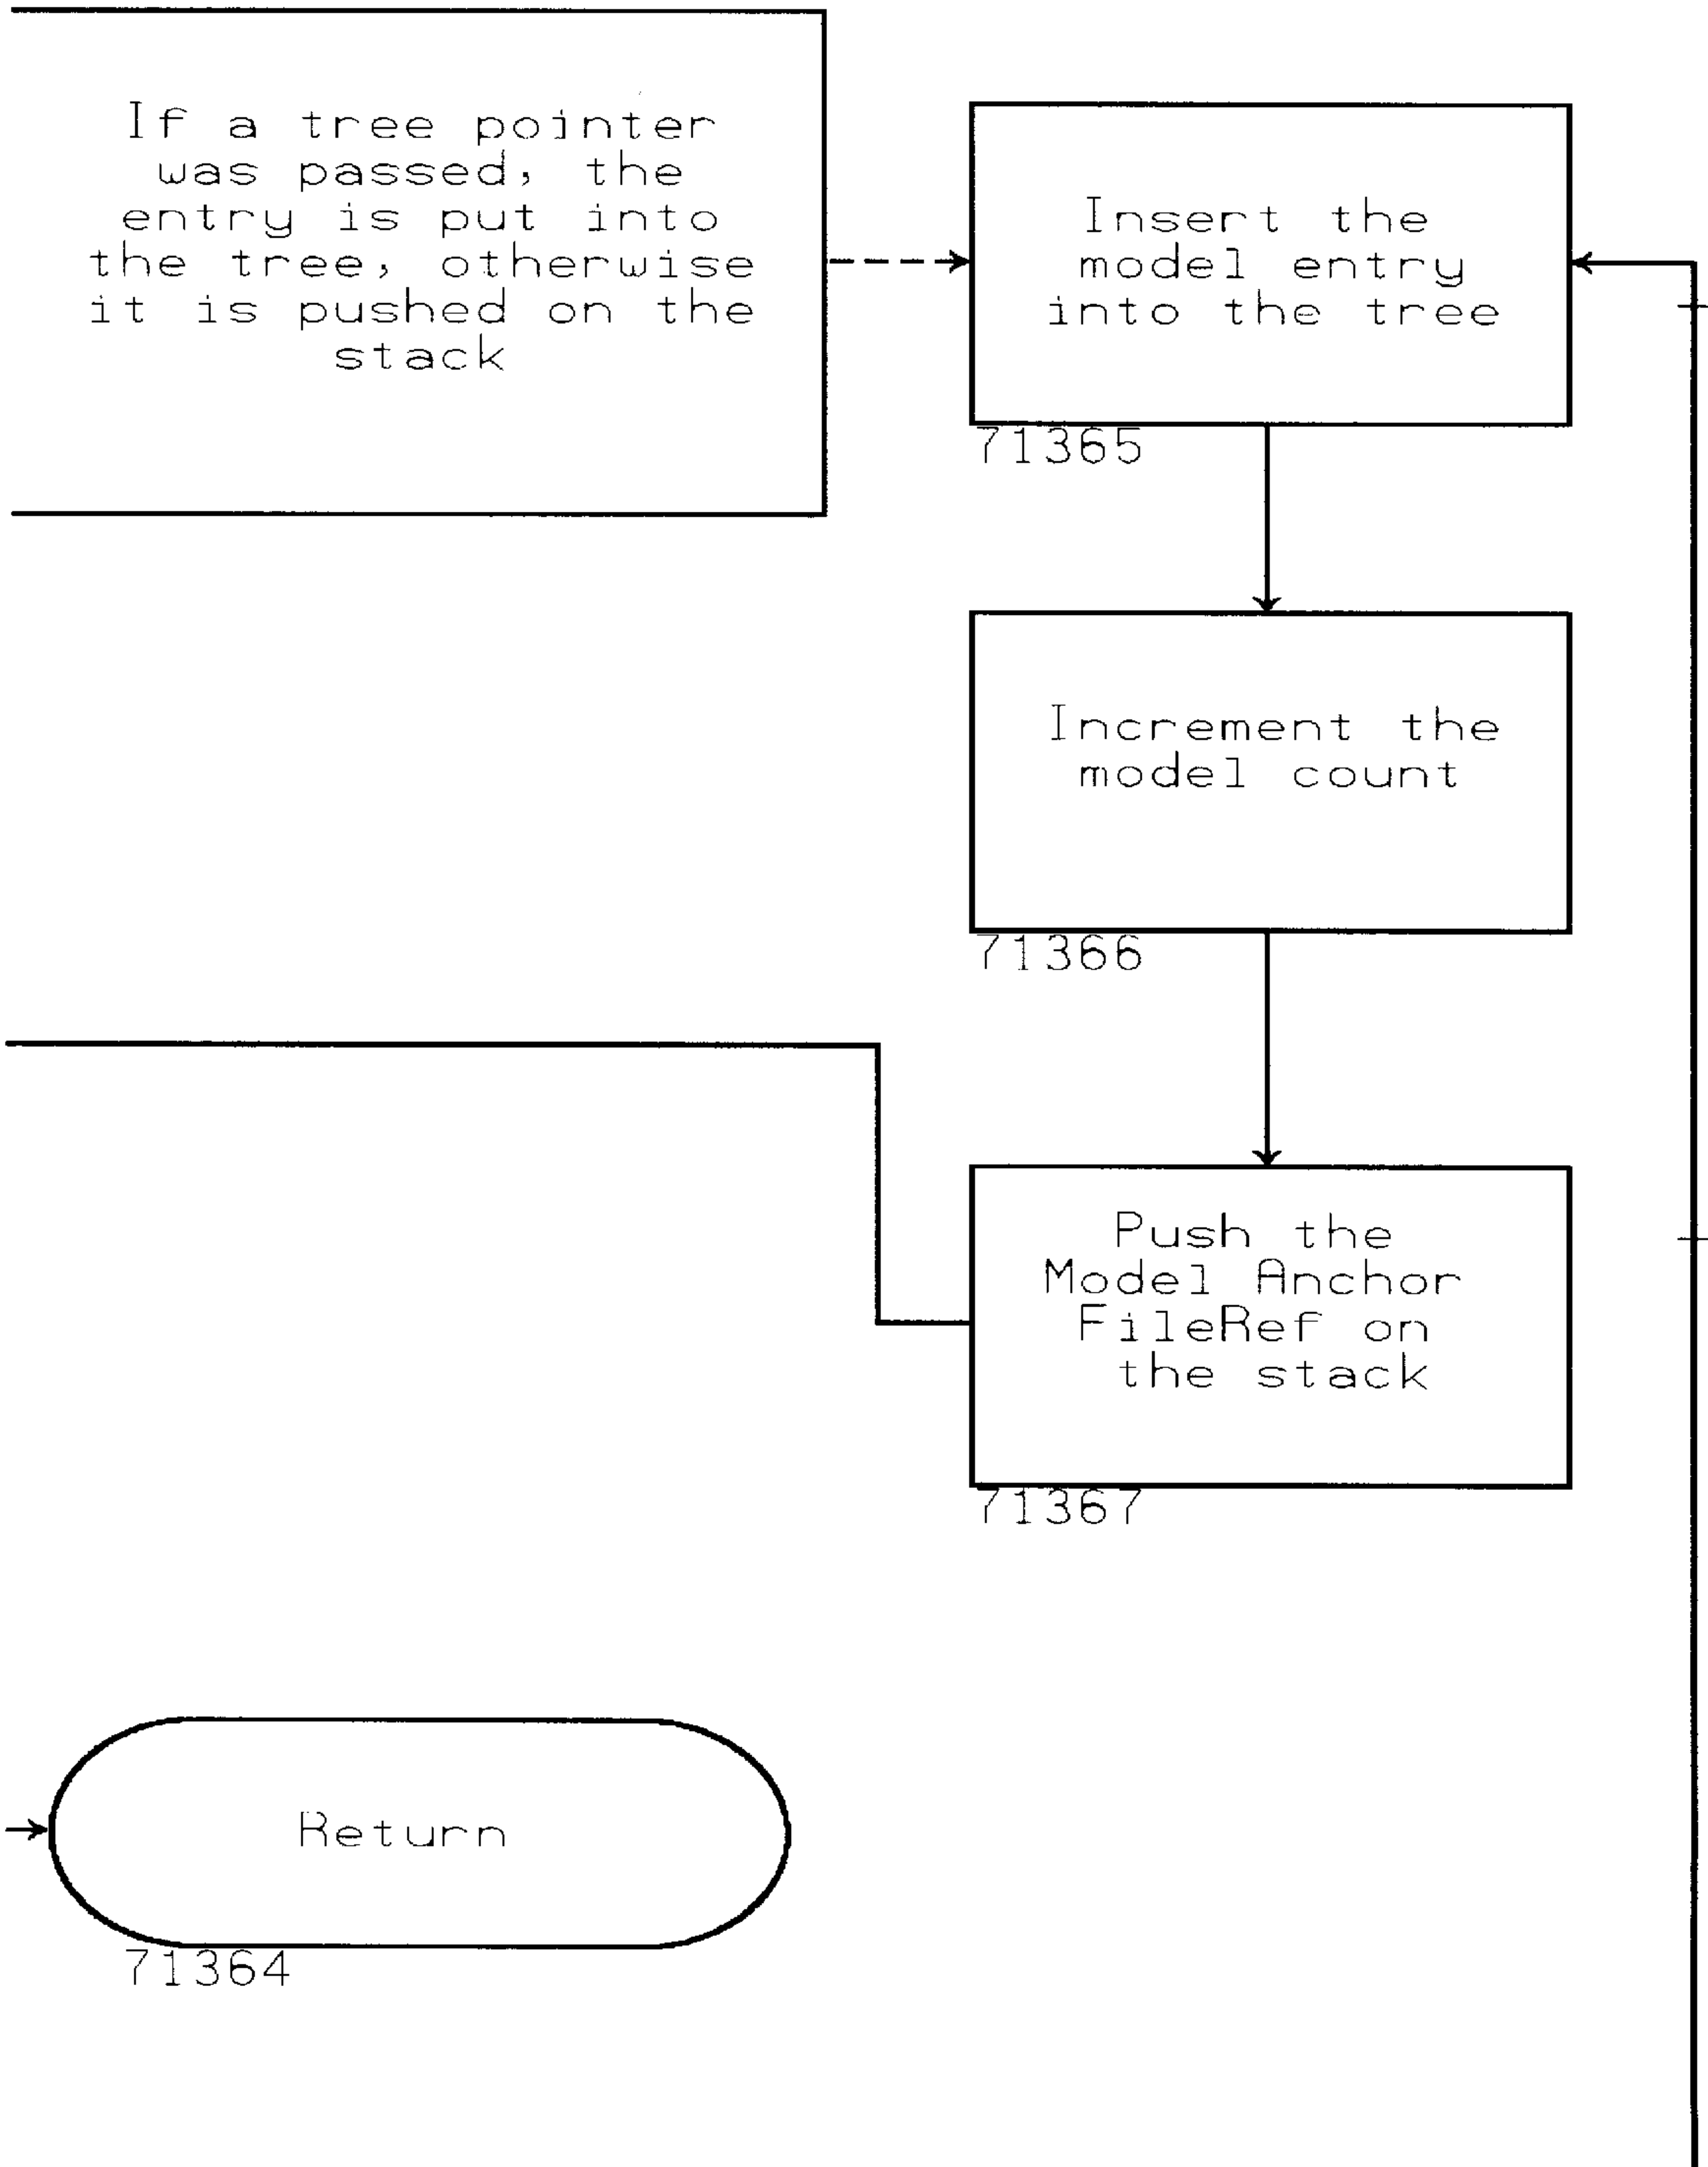 If a tree pointer
was passed, the
entry is put into
the tree, otherwise
it is pushed on the
stack
Insert the
model entry
into the tree
71365
Increment the
model count
71366
Push the
Model Anchor
FileRef on
the stack
71367
Return
71364